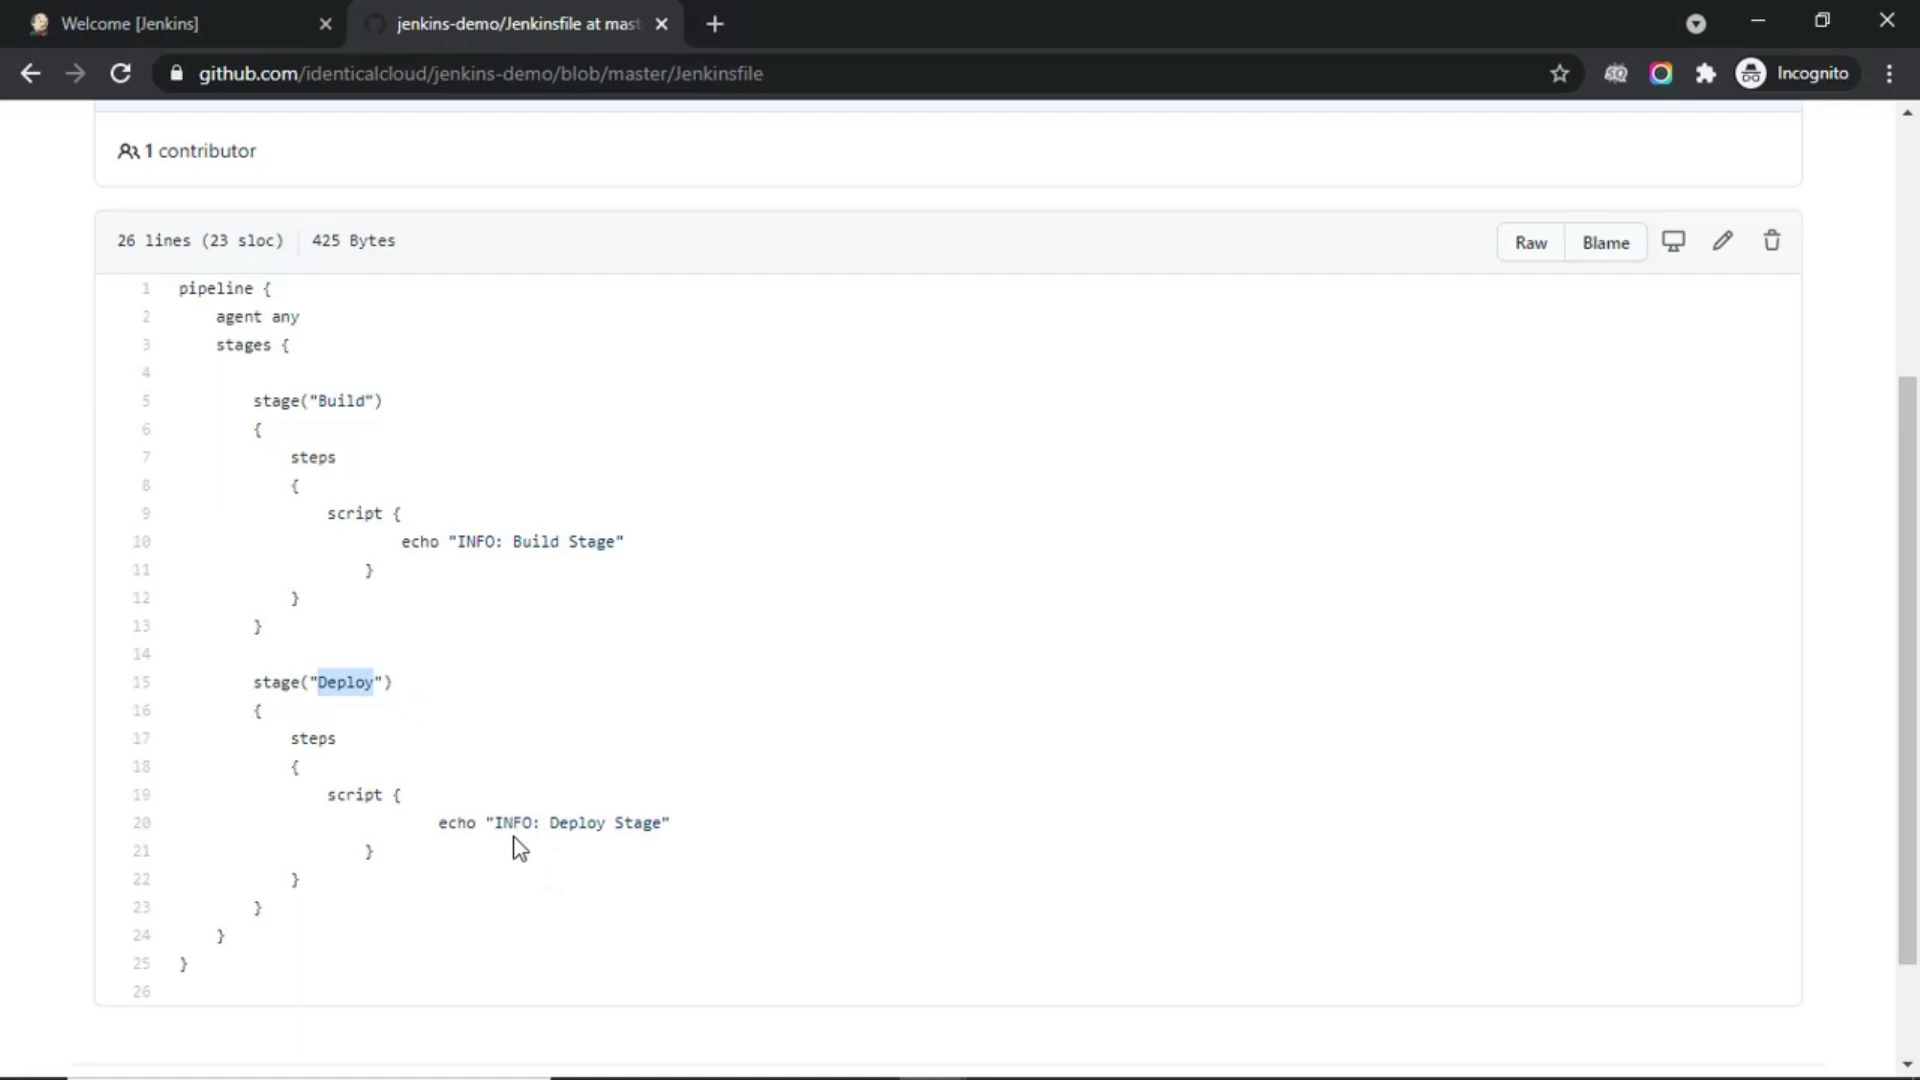 Welcome [Jenkins]
jenkins-demo/Jenkinsfile at mast
github.com/identicalcloud/jenkins-demo/blob/master/Jenkinsfile
Incognito
1 contributor
26 lines (23 sloc) 425 Bytes
Raw Blame
1 pipeline {
2 agent any
3 stages {
4
5 stage("Build")
6 {
7 steps
8 {
9 script {
10 echo "INFO: Build Stage"
11 }
12 }
13 }
14
15 stage("Deploy")
16 {
17 steps
18 {
19 script {
20 echo "INFO: Deploy Stage"
21 }
22 }
23 }
24 }
25 }
26